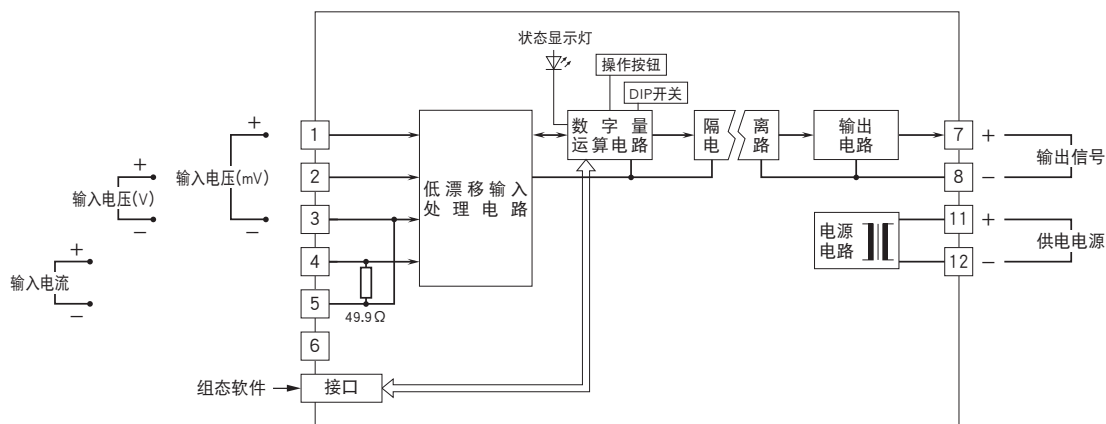 状态显示灯
操作按钮
DIP开关
+
1
2
3
4
5
6
输入电压(mV)
−
+
输入电压(V)
−
+
输入电流
−
49.9Ω
低漂移输入
处理电路
数字量
运算电路
隔 离
电 路
输出
电路
7
+
输出信号
8
−
电源
电路
11
+
供电电源
12
−
组态软件
接口